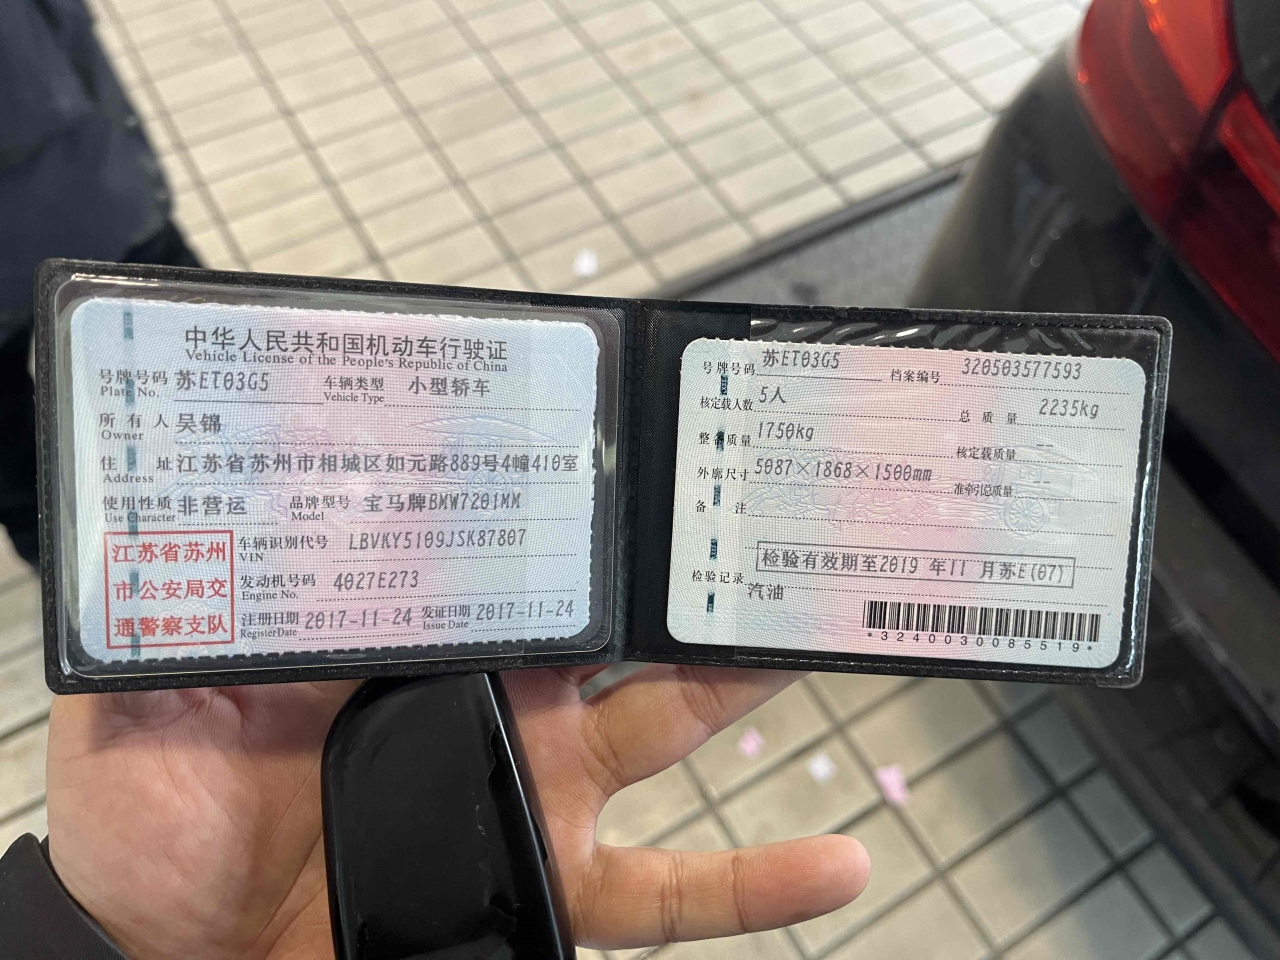 中华人民共和国机动车行驶证
Vehicle License of the People's Republic of China
号牌号码 苏ET03G5 车辆类型 小型轿车
Plate No. Vehicle Type
所有人 吴锦
Owner
住址 江苏省苏州市相城区如元路889号4幢410室
Address
使用性质 非营运 品牌型号 宝马牌BMW7201MM
Use Character Model
江苏省苏州
市公安局交
通警察支队
车辆识别代号 LBVKY5109JSK87807
VIN
发动机号码 4027E273
Engine No.
注册日期 2017-11-24 发证日期 2017-11-24
Register Date Issue Date
号牌号码 苏ET03G5 档案编号 320503577593
核定载人数 5人 总质量 2235kg
整备质量 1750kg 核定载质量 --
外廓尺寸 5087×1868×1500mm 准牵引总质量 --
备注
检验有效期至2019年11月苏E(07)
检验记录
汽油
*3240030085519*